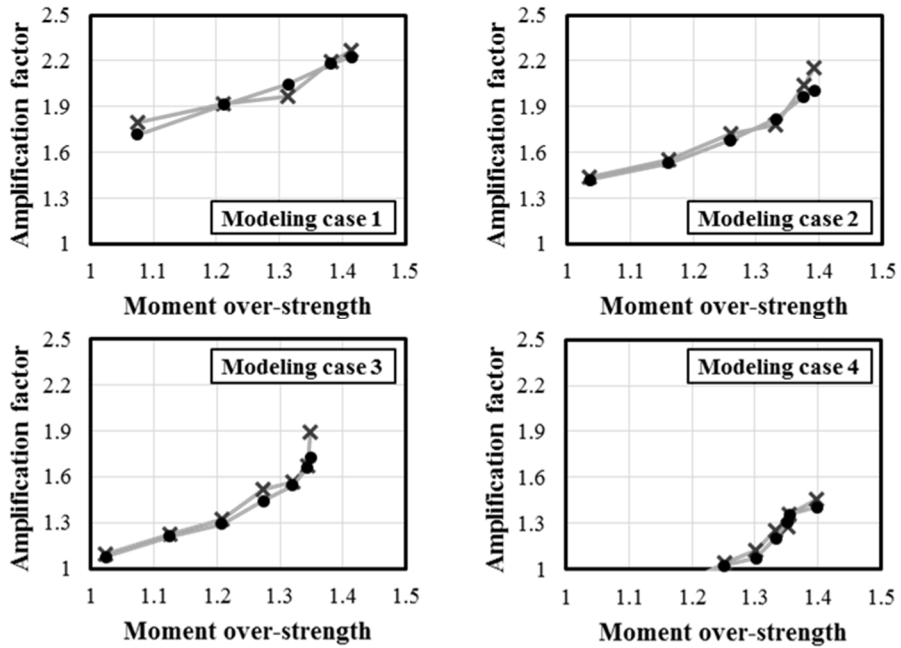 Amplification factor
2.5
2.2
1.9
1.6
1.3
1
Modeling case 1
1 1.1 1.2 1.3 1.4 1.5
Moment over-strength
Amplification factor
2.5
2.2
1.9
1.6
1.3
1
Modeling case 2
1 1.1 1.2 1.3 1.4 1.5
Moment over-strength
Amplification factor
2.5
2.2
1.9
1.6
1.3
1
Modeling case 3
1 1.1 1.2 1.3 1.4 1.5
Moment over-strength
Amplification factor
2.5
2.2
1.9
1.6
1.3
1
Modeling case 4
1 1.1 1.2 1.3 1.4 1.5
Moment over-strength